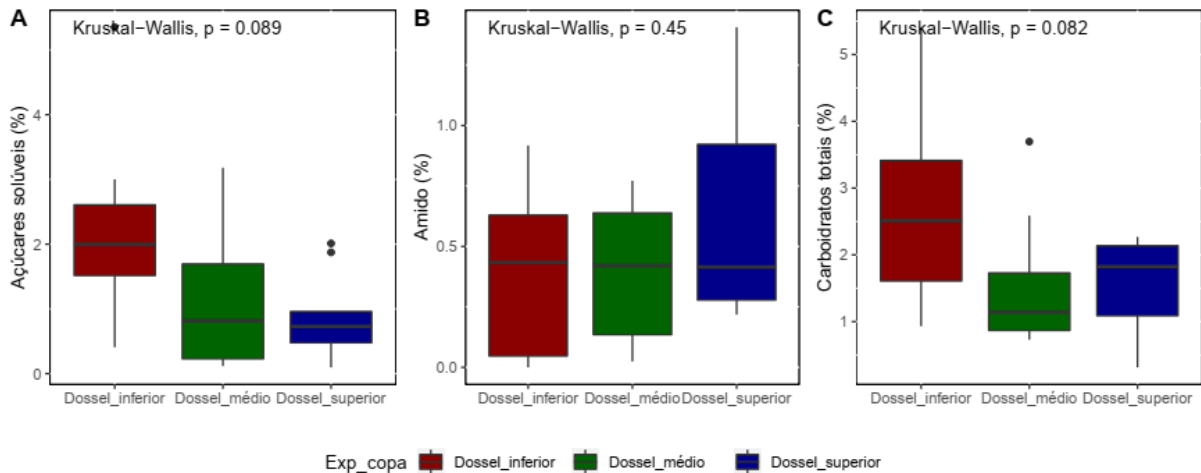 A
Kruskal−Wallis, p = 0.089
Açúcares solúveis (%)
4
2
0
Dossel_inferior Dossel_médio Dossel_superior
B
Kruskal−Wallis, p = 0.45
Amido (%)
1.0
0.5
0.0
Dossel_inferior Dossel_médio Dossel_superior
C
Kruskal−Wallis, p = 0.082
Carboidratos totais (%)
5
4
3
2
1
Dossel_inferior Dossel_médio Dossel_superior
Exp_copa Dossel_inferior Dossel_médio Dossel_superior